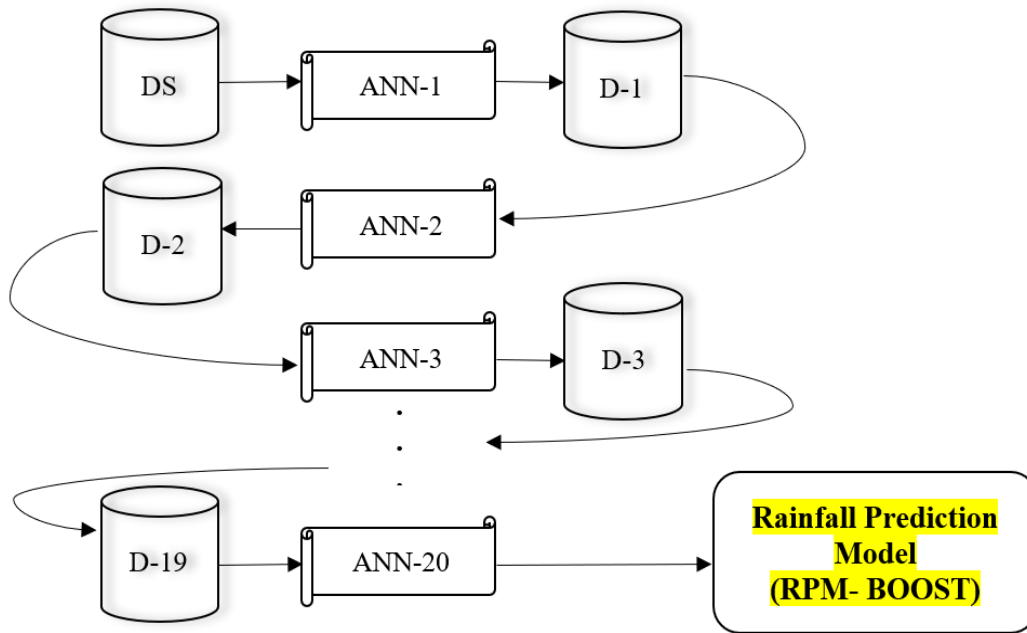 DS
ANN-1
D-1
D-2
ANN-2
ANN-3
D-3
.
.
.
D-19
ANN-20
Rainfall Prediction
Model
(RPM- BOOST)